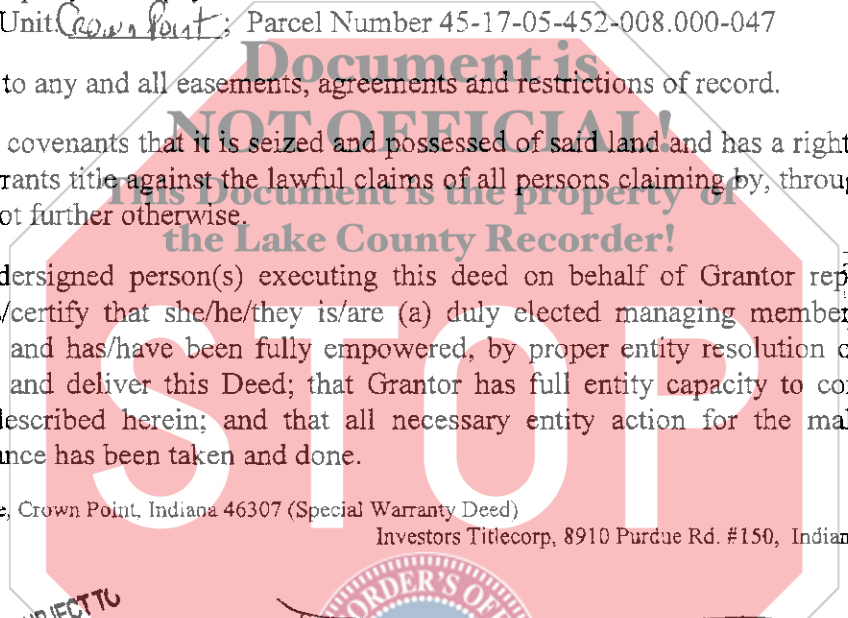 Unit Crown Point; Parcel Number 45-17-05-452-008.000-047
Document is
to any and all easements, agreements and restrictions of record.
NOT OFFICIAL!
covenants that it is seized and possessed of said land and has a right
rants title against the lawful claims of all persons claiming by, throug
This Document is the property of
ot further otherwise.
the Lake County Recorder!
dersigned person(s) executing this deed on behalf of Grantor rep
/certify that she/he/they is/are (a) duly elected managing member
and has/have been fully empowered, by proper entity resolution o
and deliver this Deed; that Grantor has full entity capacity to co
described herein; and that all necessary entity action for the ma
ance has been taken and done.
STOP
e, Crown Point, Indiana 46307 (Special Warranty Deed)
Investors Titlecorp, 8910 Purdue Rd. #150, Indian
BJECT TO
ORDER'S OF